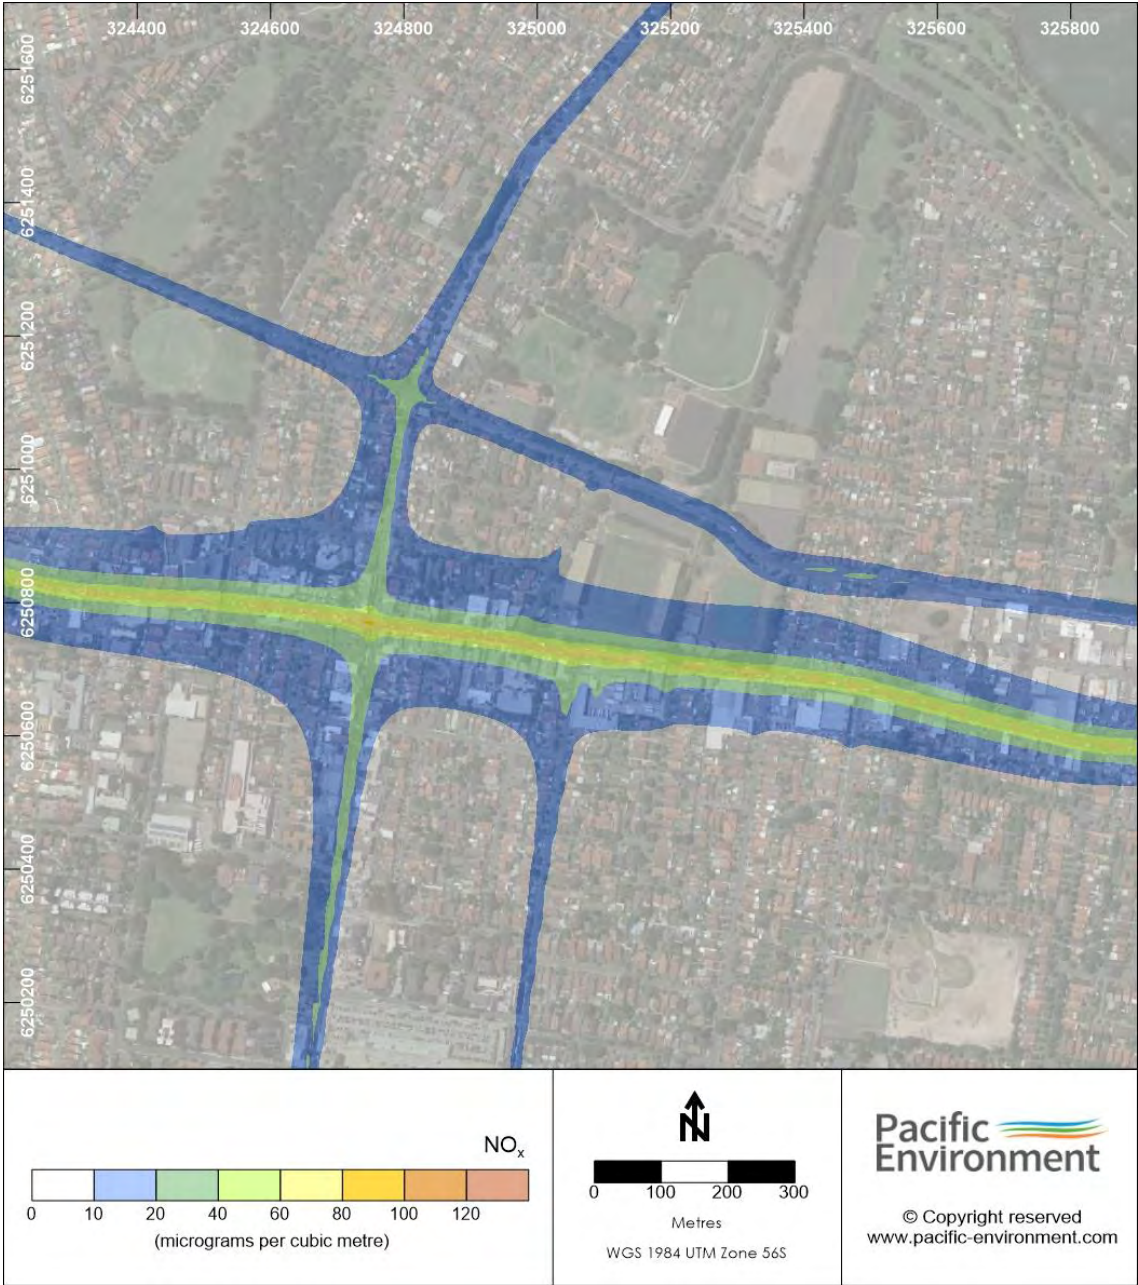 324400 324600 324800 325000 325200 325400 325600 325800
6251600
6251400
6251200
6251000
6250800
6250600
6250400
6250200
NOx
0 10 20 40 60 80 100 120
(micrograms per cubic metre)
N
0 100 200 300
Metres
WGS 1984 UTM Zone 56S
Pacific
Environment
© Copyright reserved
www.pacific-environment.com